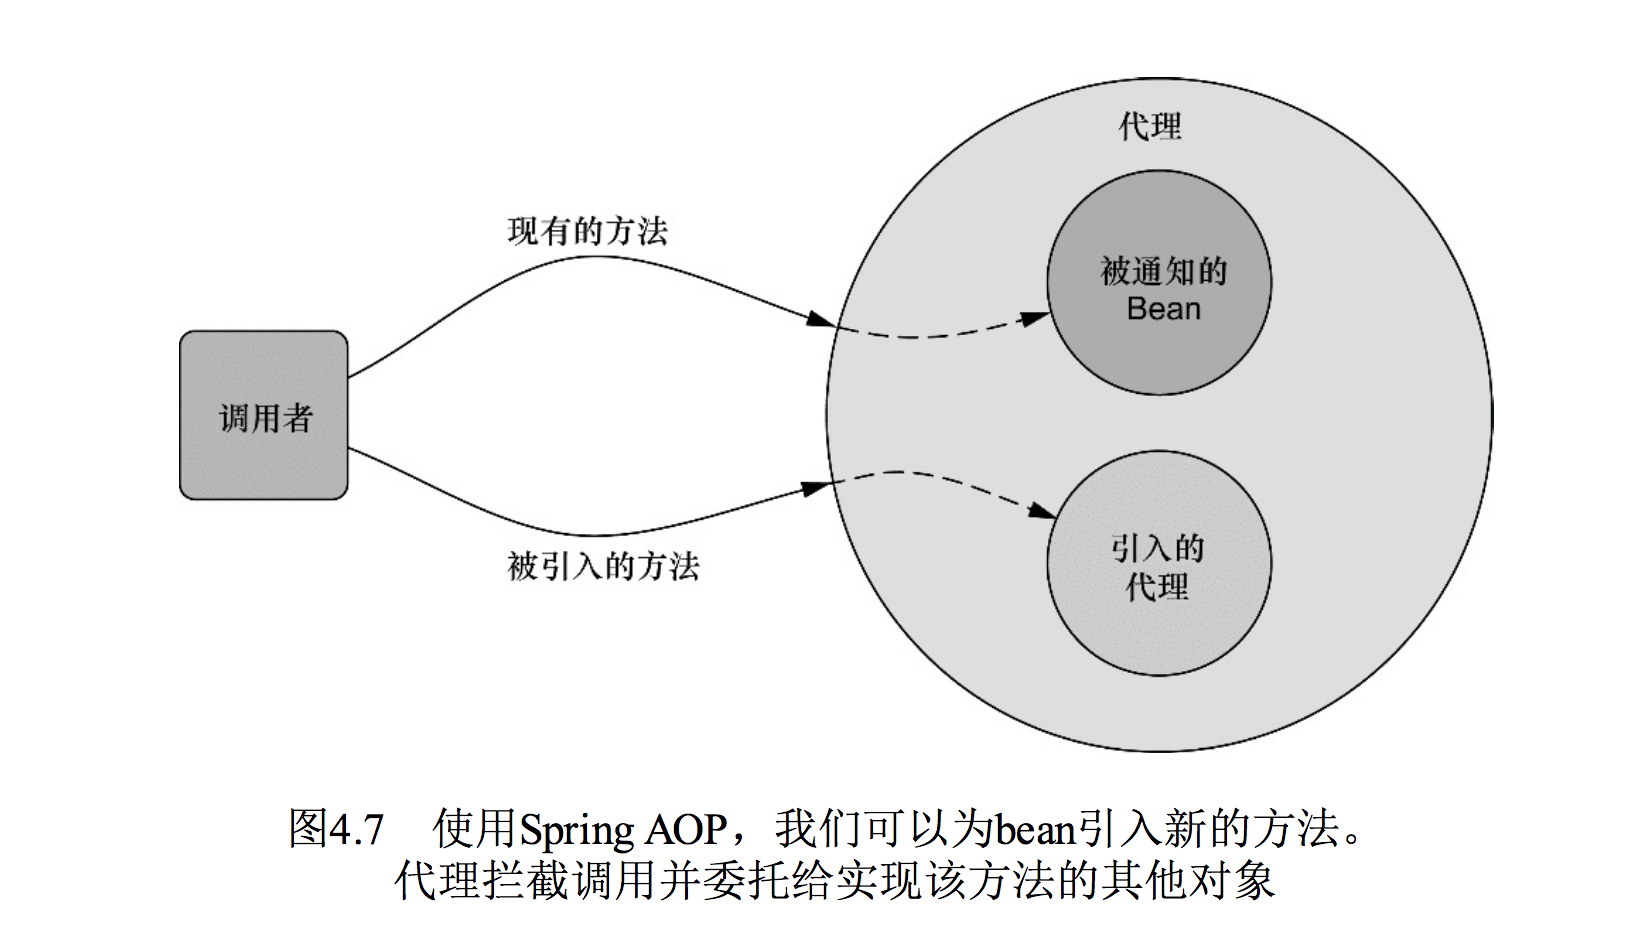 代理
现有的方法
被通知的
Bean
调用者
引入的
代理
被引入的方法
图4.7 使用Spring AOP，我们可以为bean引入新的方法。
代理拦截调用并委托给实现该方法的其他对象